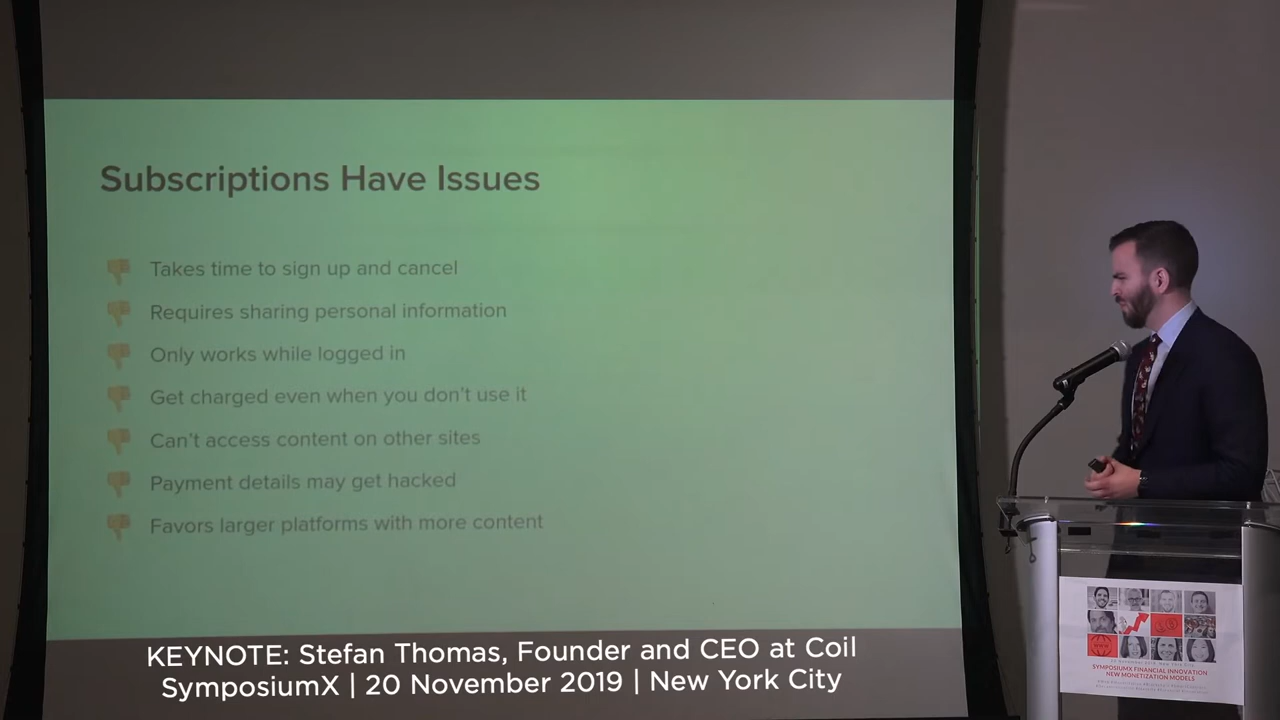 Subscriptions Have Issues
Takes time to sign up and cancel
Requires sharing personal information
Only works while logged in
Get charged even when you don't use it
Can't access content on other sites
Payment details may get hacked
Favors larger platforms with more content
KEYNOTE: Stefan Thomas, Founder and CEO at Coil
SymposiumX | 20 November 2019 | New York City
SYMPOSIUMX FINANCIAL INNOVATION
NEW MONETIZATION MODELS